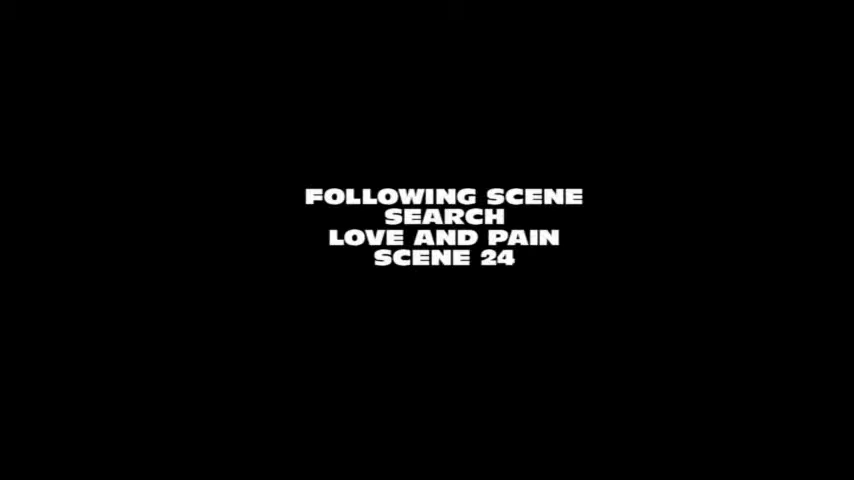 FOLLOWING SCENE
SEARCH
LOVE AND PAIN
SCENE 24